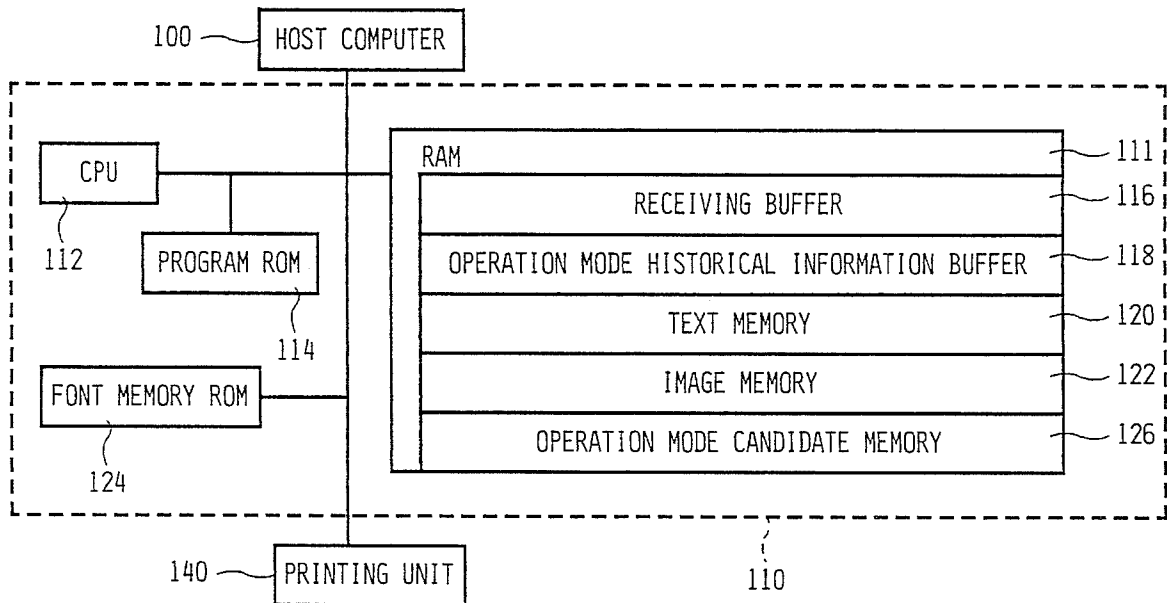 100 HOST COMPUTER
CPU
RAM
111
RECEIVING BUFFER
116
112
PROGRAM ROM
OPERATION MODE HISTORICAL INFORMATION BUFFER
118
114
TEXT MEMORY
120
FONT MEMORY ROM
IMAGE MEMORY
122
124
OPERATION MODE CANDIDATE MEMORY
126
140 PRINTING UNIT
110